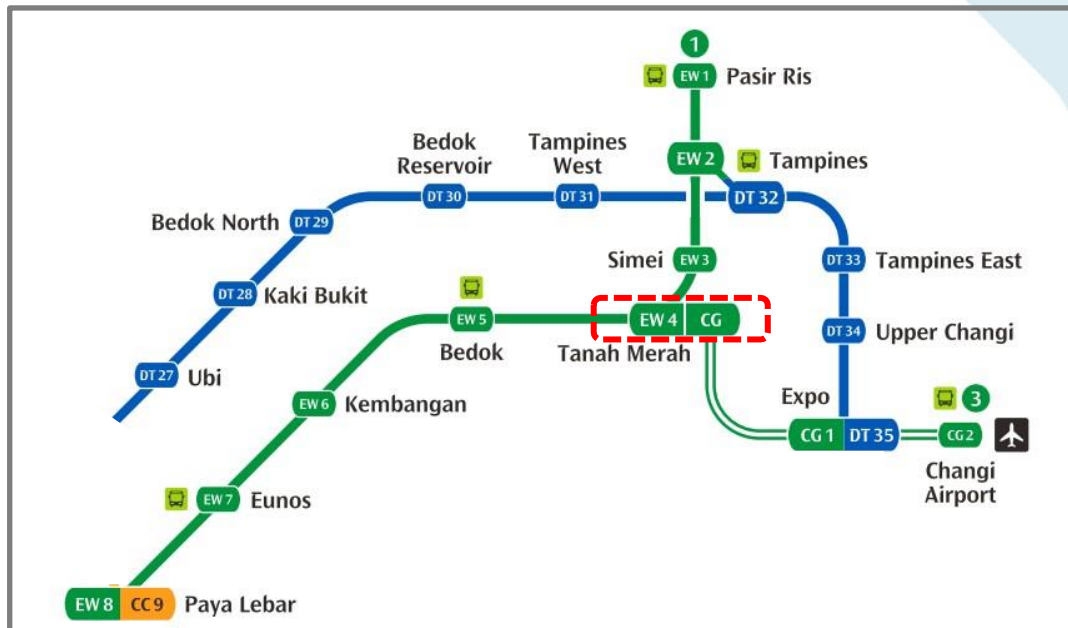 1
EW 1
Pasir Ris
EW 2
Tampines
Bedok
Reservoir
Tampines
West
DT 30
DT 31
DT 32
Bedok North
DT 29
Simei
EW 3
DT 33
Tampines East
DT 28
Kaki Bukit
EW 5
Bedok
EW 4
CG
Tanah Merah
DT 34
Upper Changi
DT 27
Ubi
EW 6
Kembangan
Expo
CG 1
DT 35
3
CG 2
Changi
Airport
EW 7
Eunos
EW 8
CC 9
Paya Lebar